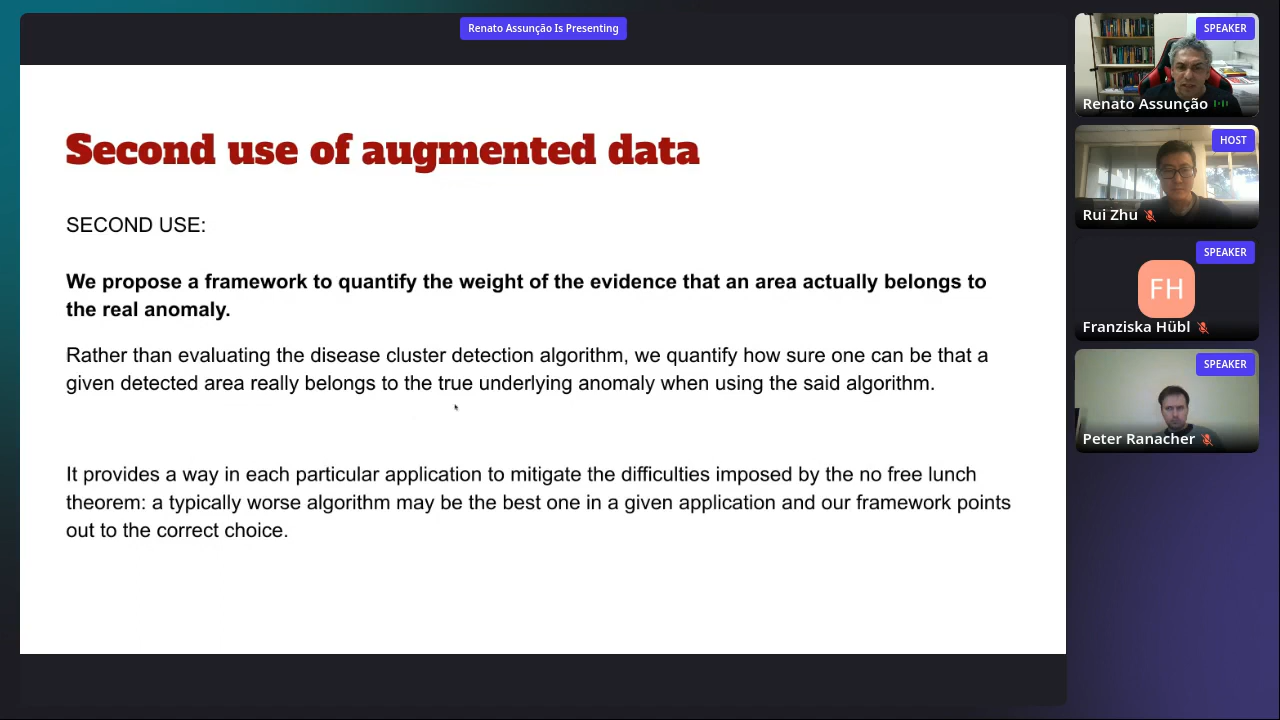 Renato Assunção Is Presenting
Second use of augmented data
SECOND USE:
We propose a framework to quantify the weight of the evidence that an area actually belongs to
the real anomaly.
Rather than evaluating the disease cluster detection algorithm, we quantify how sure one can be that a
given detected area really belongs to the true underlying anomaly when using the said algorithm.
It provides a way in each particular application to mitigate the difficulties imposed by the no free lunch
theorem: a typically worse algorithm may be the best one in a given application and our framework points
out to the correct choice.
SPEAKER
Renato Assunção
HOST
Rui Zhu
SPEAKER
FH
Franziska Hübl
SPEAKER
Peter Ranacher